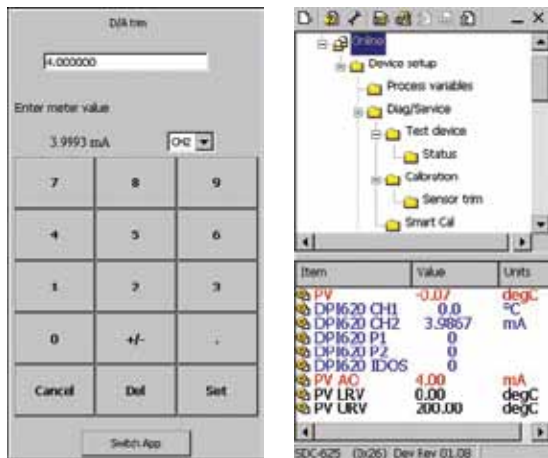 D/A trim
4.000000
Enter meter value
3.9993 mA CH2
7 8 9
4 5 6
1 2 3
0 +/- .
Cancel Del Set
Switch App
Online
Device setup
Process variables
Diag/Service
Test device
Status
Calibration
Sensor trim
Smart Cal
Item Value Units
PV -0.07 degC
DPI620 CH1 0.0 ºC
DPI620 CH2 3.9867 mA
DPI620 P1 0
DPI620 P2 0
DPI620 IDOS 0
PV AO 4.00 mA
PV LRV 0.00 degC
PV URV 200.00 degC
SDC-625 (0x26) Dev Rev 01.08